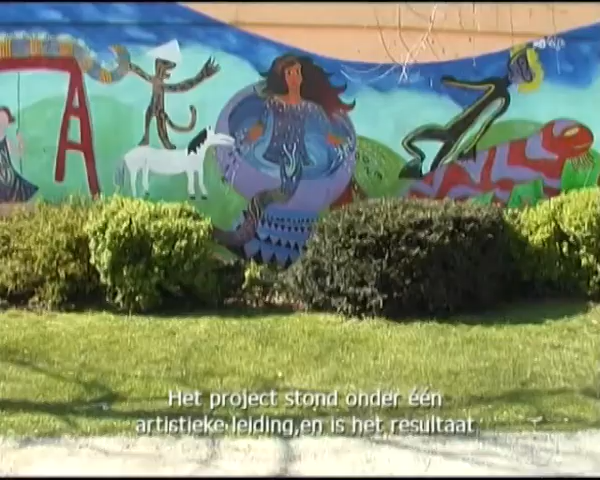 Het project stond onder één
artistieke leiding,en is het resultaat